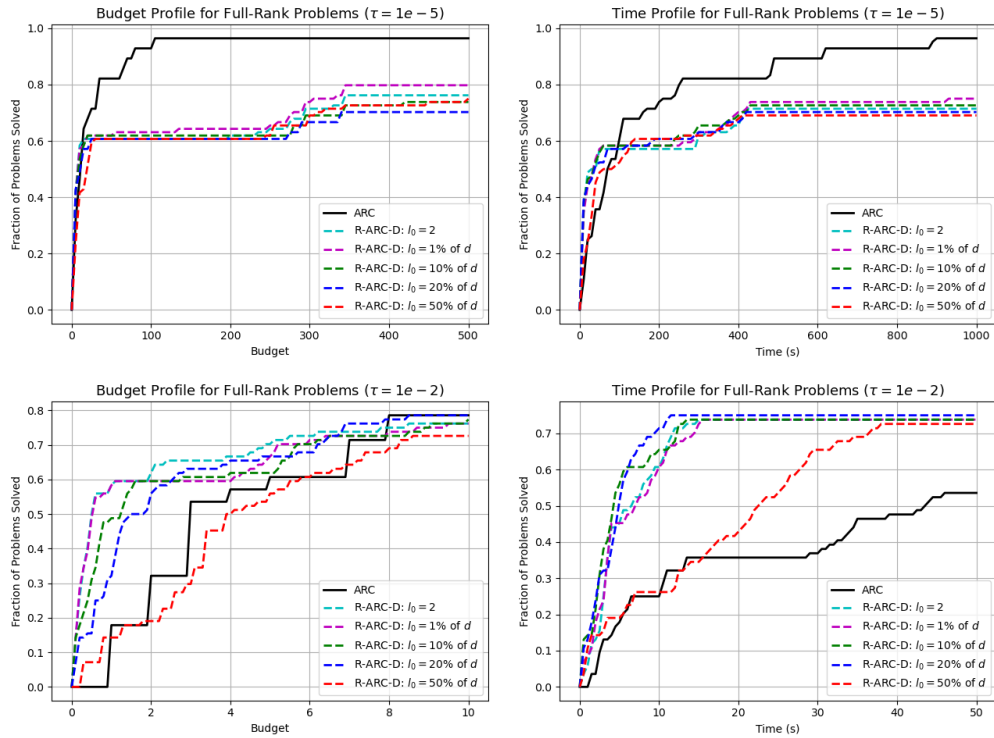 Budget Profile for Full-Rank Problems (τ = 1e − 5)
Fraction of Problems Solved
1.0
0.8
0.6
0.4
0.2
0.0
ARC
R-ARC-D: l₀ = 2
R-ARC-D: l₀ = 1% of d
R-ARC-D: l₀ = 10% of d
R-ARC-D: l₀ = 20% of d
R-ARC-D: l₀ = 50% of d
0 100 200 300 400 500
Budget
Time Profile for Full-Rank Problems (τ = 1e − 5)
Fraction of Problems Solved
1.0
0.8
0.6
0.4
0.2
0.0
ARC
R-ARC-D: l₀ = 2
R-ARC-D: l₀ = 1% of d
R-ARC-D: l₀ = 10% of d
R-ARC-D: l₀ = 20% of d
R-ARC-D: l₀ = 50% of d
0 200 400 600 800 1000
Time (s)
Budget Profile for Full-Rank Problems (τ = 1e − 2)
Fraction of Problems Solved
0.8
0.7
0.6
0.5
0.4
0.3
0.2
0.1
0.0
ARC
R-ARC-D: l₀ = 2
R-ARC-D: l₀ = 1% of d
R-ARC-D: l₀ = 10% of d
R-ARC-D: l₀ = 20% of d
R-ARC-D: l₀ = 50% of d
0 2 4 6 8 10
Budget
Time Profile for Full-Rank Problems (τ = 1e − 2)
Fraction of Problems Solved
0.7
0.6
0.5
0.4
0.3
0.2
0.1
0.0
ARC
R-ARC-D: l₀ = 2
R-ARC-D: l₀ = 1% of d
R-ARC-D: l₀ = 10% of d
R-ARC-D: l₀ = 20% of d
R-ARC-D: l₀ = 50% of d
0 10 20 30 40 50
Time (s)